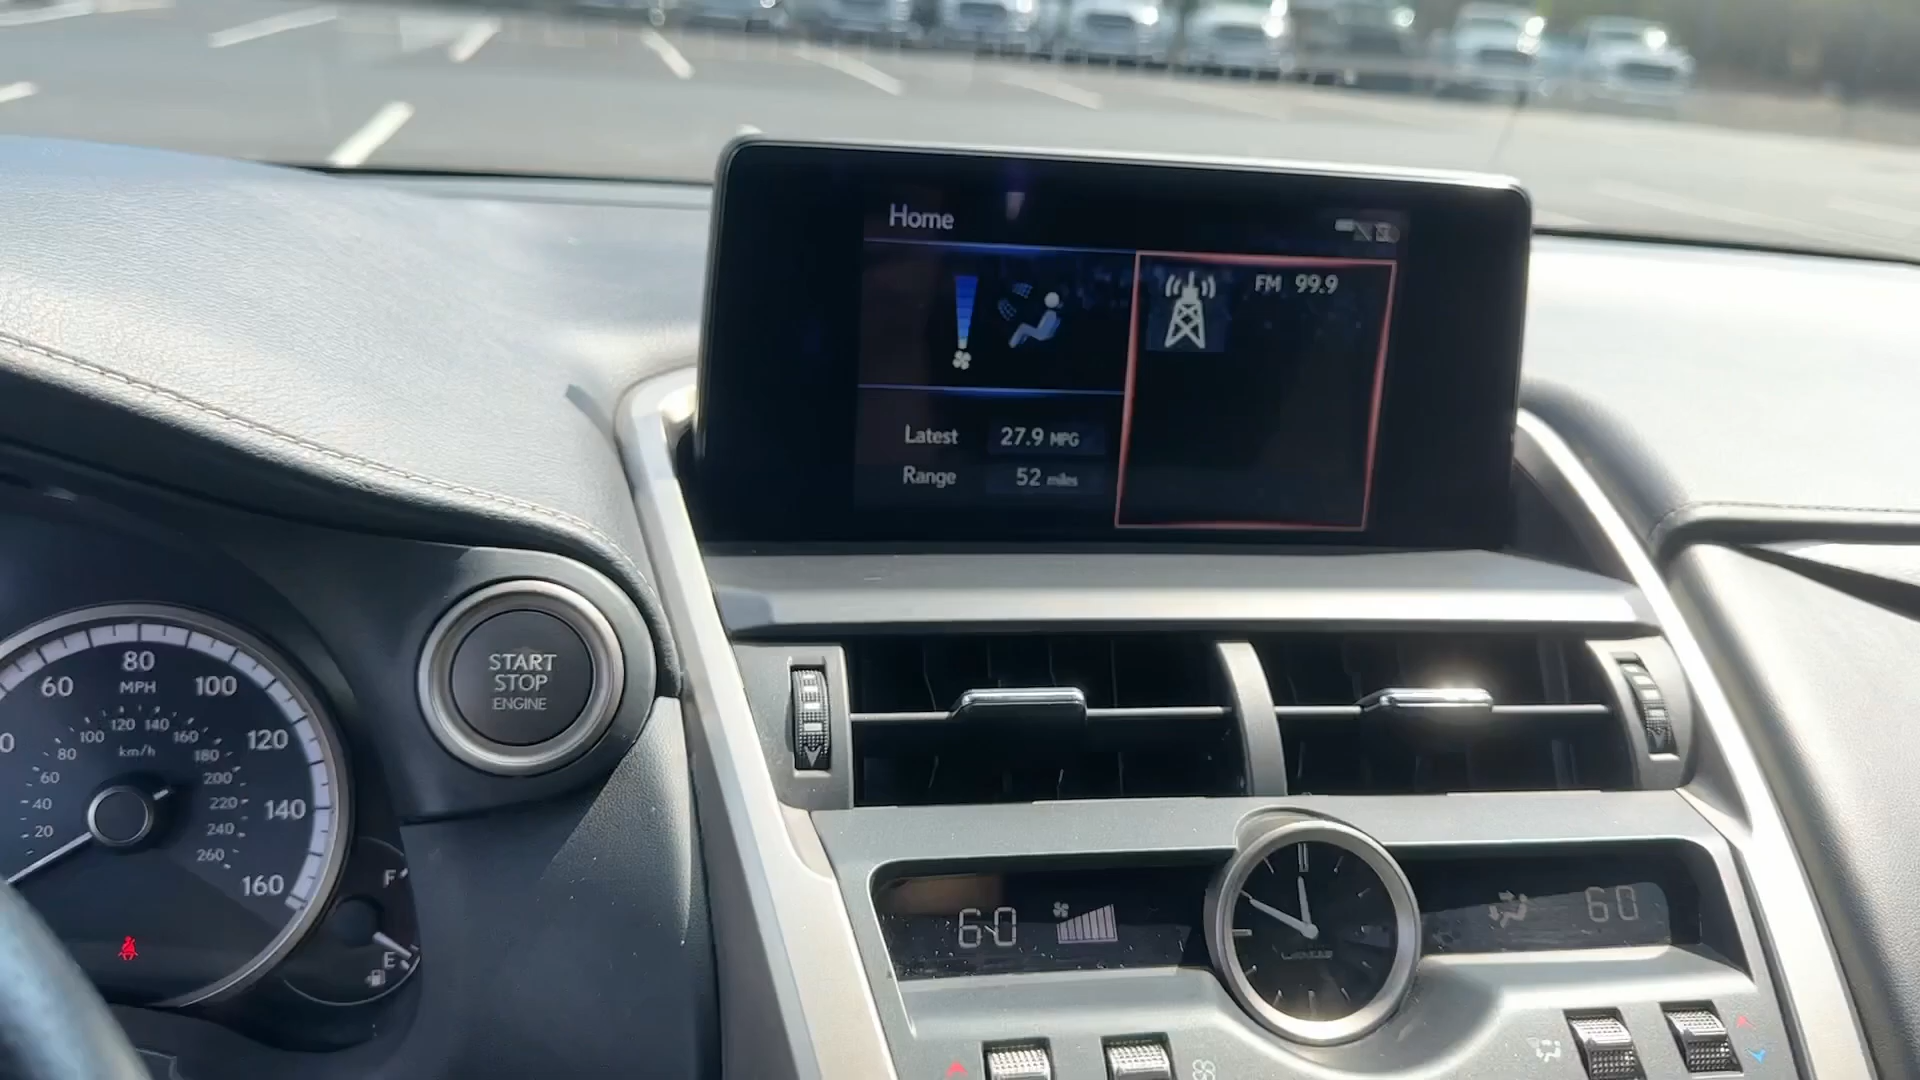 Home
FM 99.9
Latest 27.9 MPG
Range 52 miles
START
STOP
ENGINE
80
60 MPH 100
120 140
100 160
0 80 km/h 180 120
60 200
40 220 140
20 240
260
160
F
E
60
60